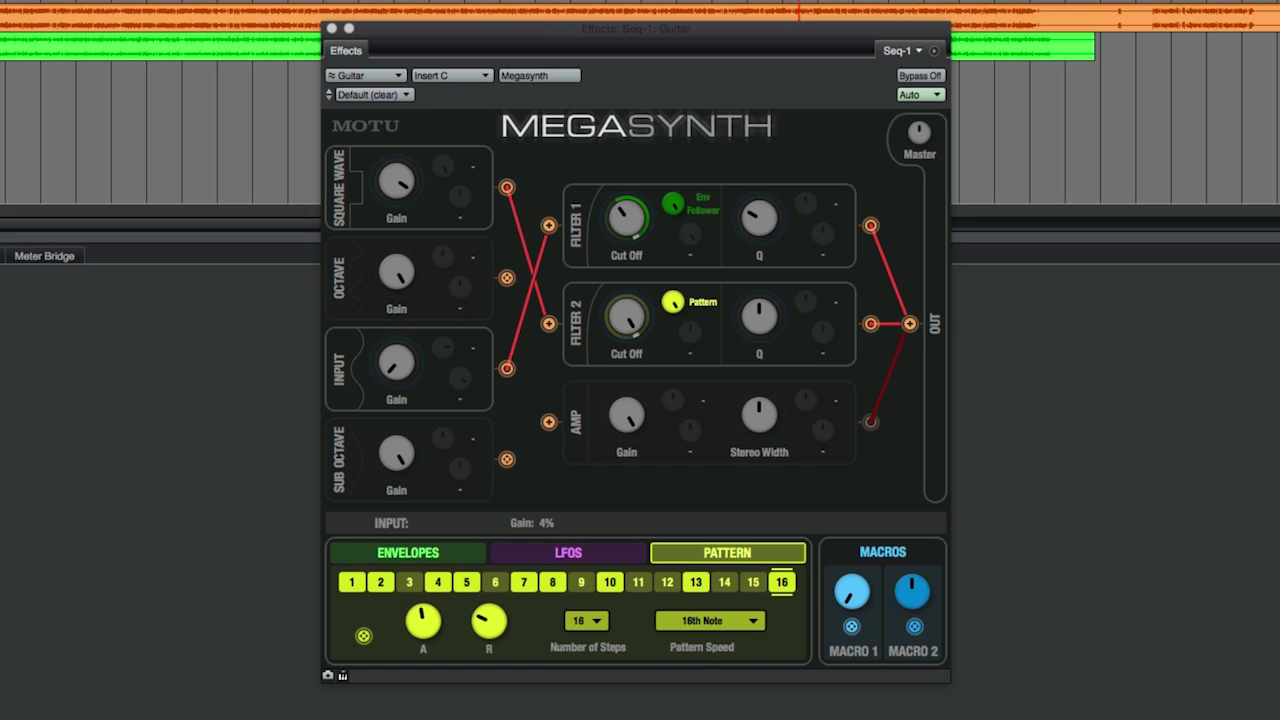 Effects: Seq-1: Guitar
Effects
Seq-1
Guitar
Insert C
Megasynth
Bypass Off
Default (clear)
Auto
MOTU
MEGASYNTH
Master
SQUARE WAVE
Gain
-
-
OCTAVE
Gain
-
-
INPUT
Gain
-
-
SUB OCTAVE
Gain
-
-
FILTER 1
Cut Off
Env
Follower
-
Q
-
-
FILTER 2
Cut Off
Pattern
-
Q
-
-
AMP
Gain
-
-
Stereo Width
-
-
OUT
Meter Bridge
INPUT:
Gain: 4%
ENVELOPES
LFOS
PATTERN
1 2 3 4 5 6 7 8 9 10 11 12 13 14 15 16
A
R
16
Number of Steps
16th Note
Pattern Speed
MACROS
MACRO 1
MACRO 2